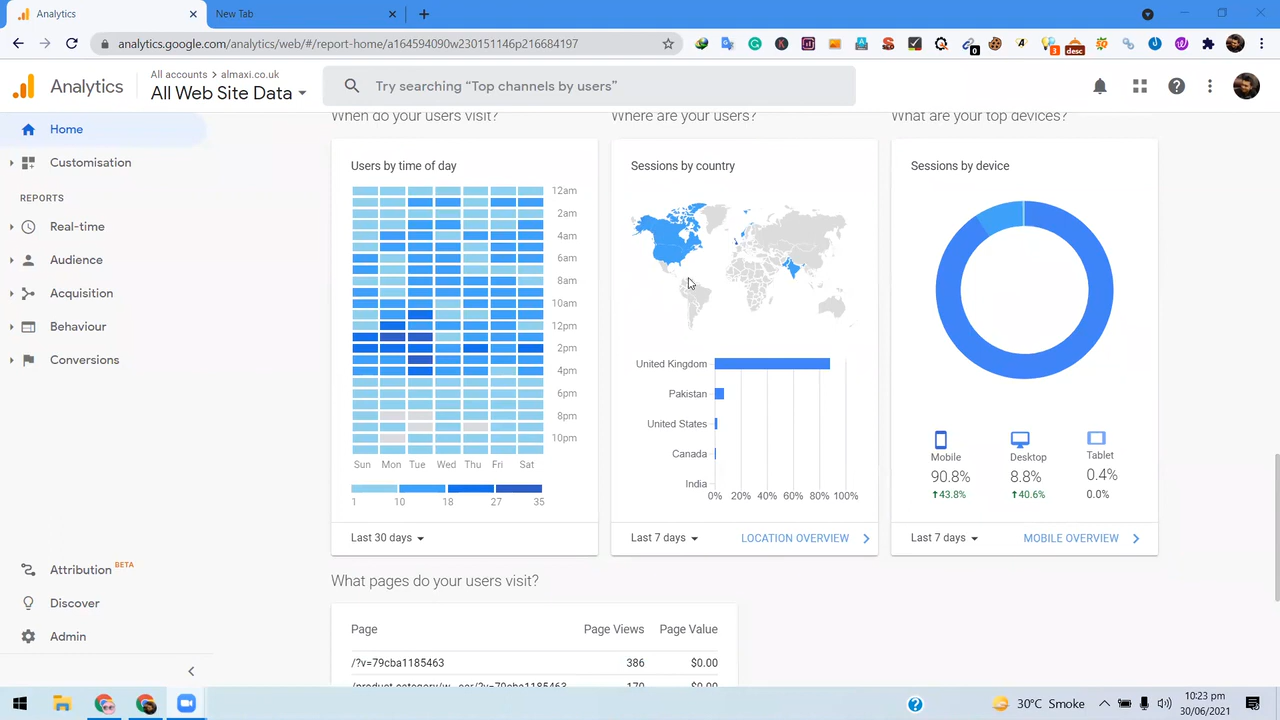 Analytics
New Tab
analytics.google.com/analytics/web/#/report-home/a164591090w230151146p216684197
0
3
desc
Analytics
All accounts > almaxi.co.uk
All Web Site Data
Try searching “Top channels by users”
Home
Customisation
REPORTS
Real-time
Audience
Acquisition
Behaviour
Conversions
Attribution BETA
Discover
Admin
When do your users visit?
Users by time of day
12am
2am
4am
6am
8am
10am
12pm
2pm
4pm
6pm
8pm
10pm
Sun Mon Tue Wed Thu Fri Sat
1 10 18 27 35
Last 30 days
Where are your users?
Sessions by country
United Kingdom
Pakistan
United States
Canada
India
0% 20% 40% 60% 80% 100%
Last 7 days
LOCATION OVERVIEW
What are your top devices?
Sessions by device
Mobile Desktop Tablet
90.8% 8.8% 0.4%
43.8% 40.6% 0.0%
Last 7 days
MOBILE OVERVIEW
What pages do your users visit?
Page Page Views Page Value
/?v=79cba1185463 386 $0.00
30°C Smoke
10:23 pm
30/06/2021